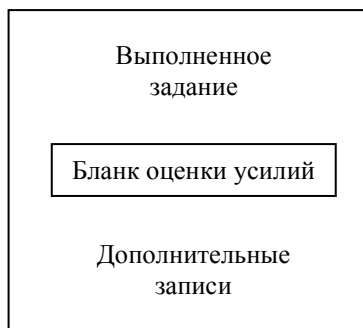 Выполненное
задание
Бланк оценки усилий
Дополнительные
записи